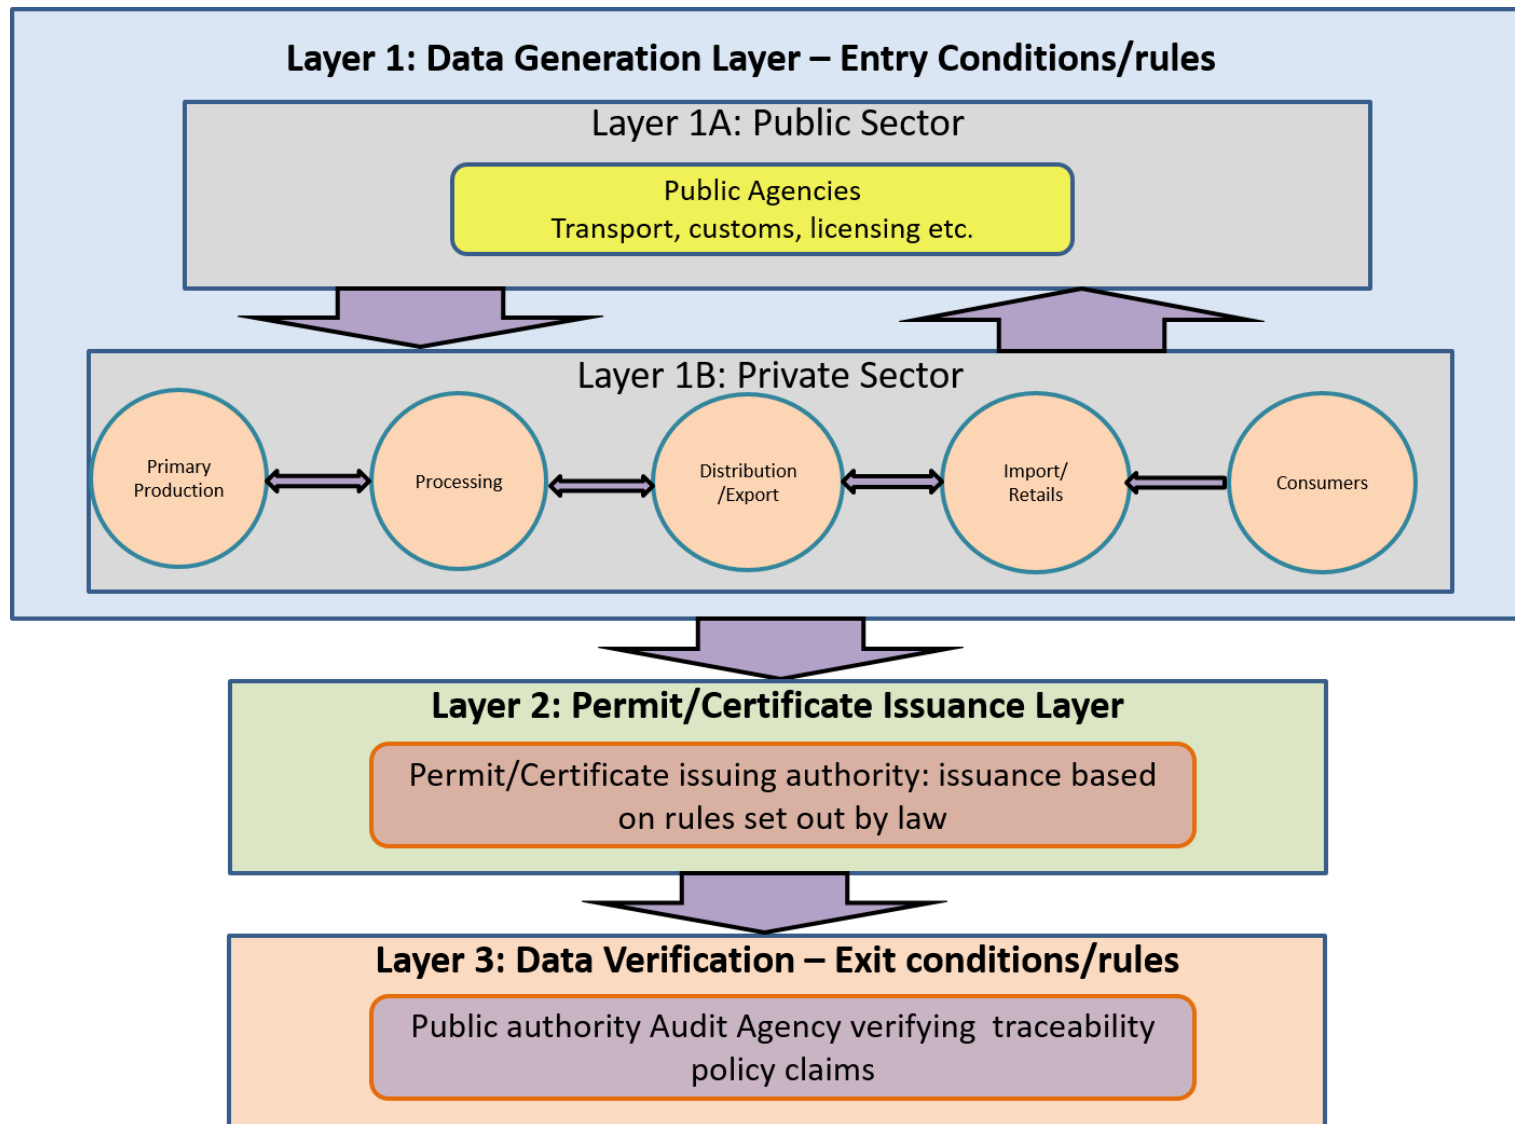 Layer 1: Data Generation Layer – Entry Conditions/rules
Layer 1A: Public Sector
Public Agencies
Transport, customs, licensing etc.
Layer 1B: Private Sector
Primary
Production
Processing
Distribution
/Export
Import/
Retails
Consumers
Layer 2: Permit/Certificate Issuance Layer
Permit/Certificate issuing authority: issuance based
on rules set out by law
Layer 3: Data Verification – Exit conditions/rules
Public authority Audit Agency verifying  traceability
policy claims